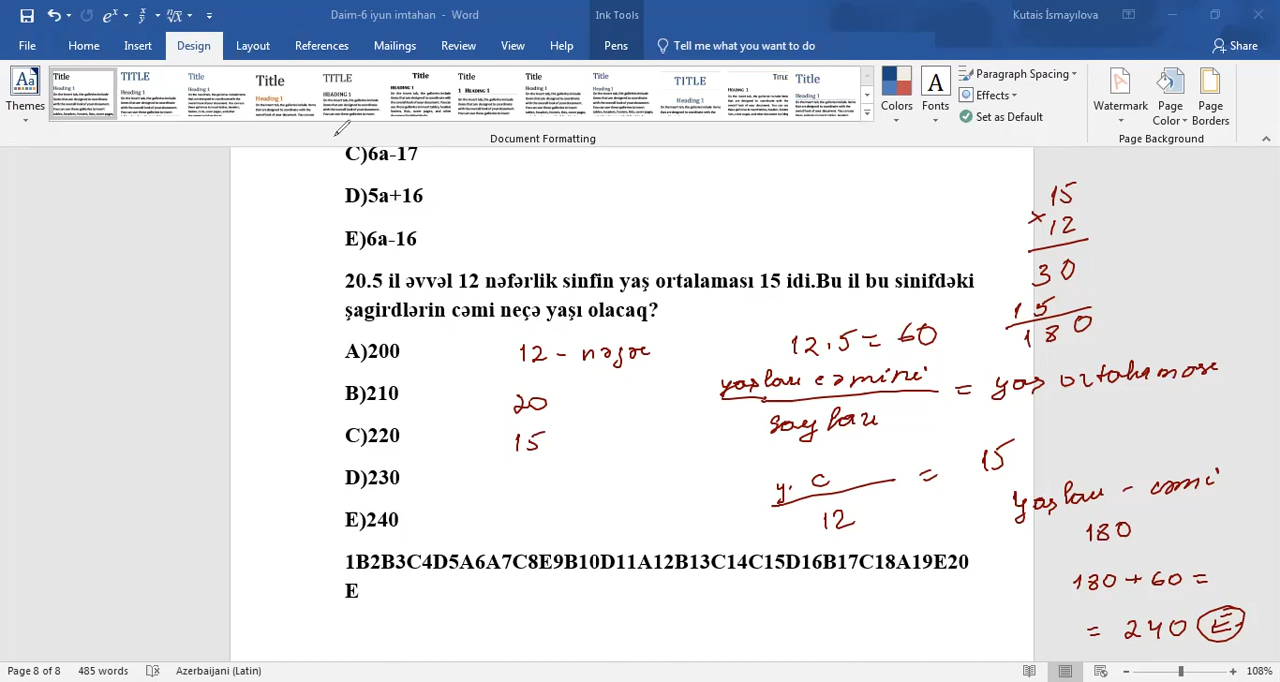 Daim-6 iyun imtahan - Word
Ink Tools
Kutais İsmayılova
File Home Insert Design Layout References Mailings Review View Help Pens Tell me what you want to do Share
Themes
Paragraph Spacing
Effects
Set as Default
Colors Fonts Watermark Page Color Page Borders
Document Formatting Page Background
C)6a-17
D)5a+16
E)6a-16
20.5 il əvvəl 12 nəfərlik sinfin yaş ortalaması 15 idi.Bu il bu sinifdəki
şagirdlərin cəmi neçə yaşı olacaq?
A)200
B)210
C)220
D)230
E)240
1B2B3C4D5A6A7C8E9B10D11A12B13C14C15D16B17C18A19E20
E
12 - nəfər
20
15
12.5 = 60
yaşları cəmini = yaş ortalaması
sayları
y. c = 15
12
15
×12
30
15
180
yaşları - cəmi
180
180 + 60 =
= 240 E
Page 8 of 8 485 words Azerbaijani (Latin) 108%